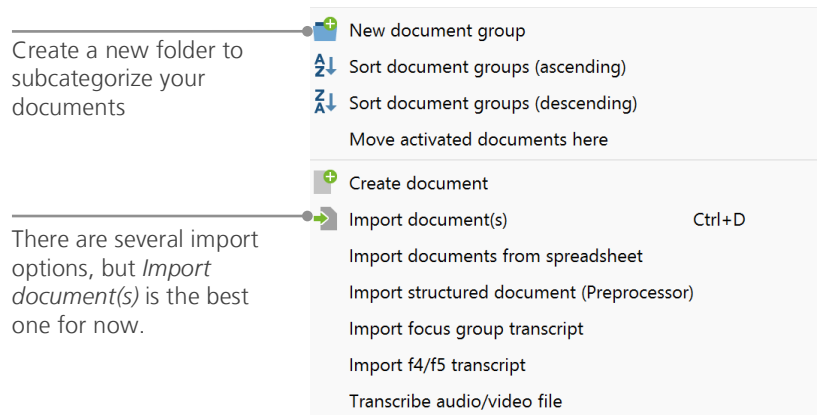 Create a new folder to
subcategorize your
documents
New document group
A
Z
Sort document groups (ascending)
Z
A
Sort document groups (descending)
Move activated documents here
Create document
There are several import
options, but Import
document(s) is the best
one for now.
Import document(s) Ctrl+D
Import documents from spreadsheet
Import structured document (Preprocessor)
Import focus group transcript
Import f4/f5 transcript
Transcribe audio/video file